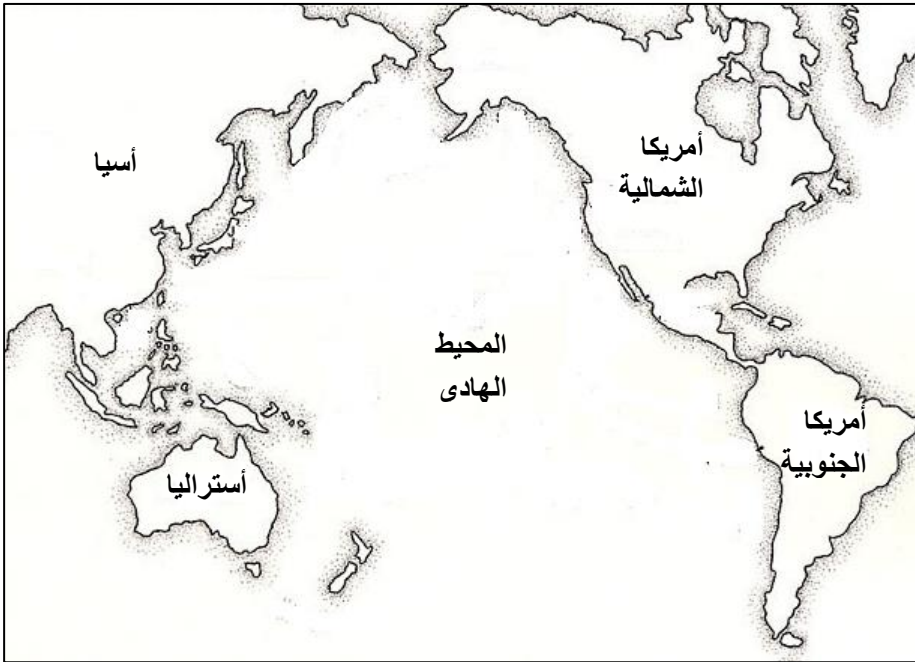 أمريكا
الشمالية
أسيا
المحيط
الهادى
أمريكا
الجنوبية
أستراليا